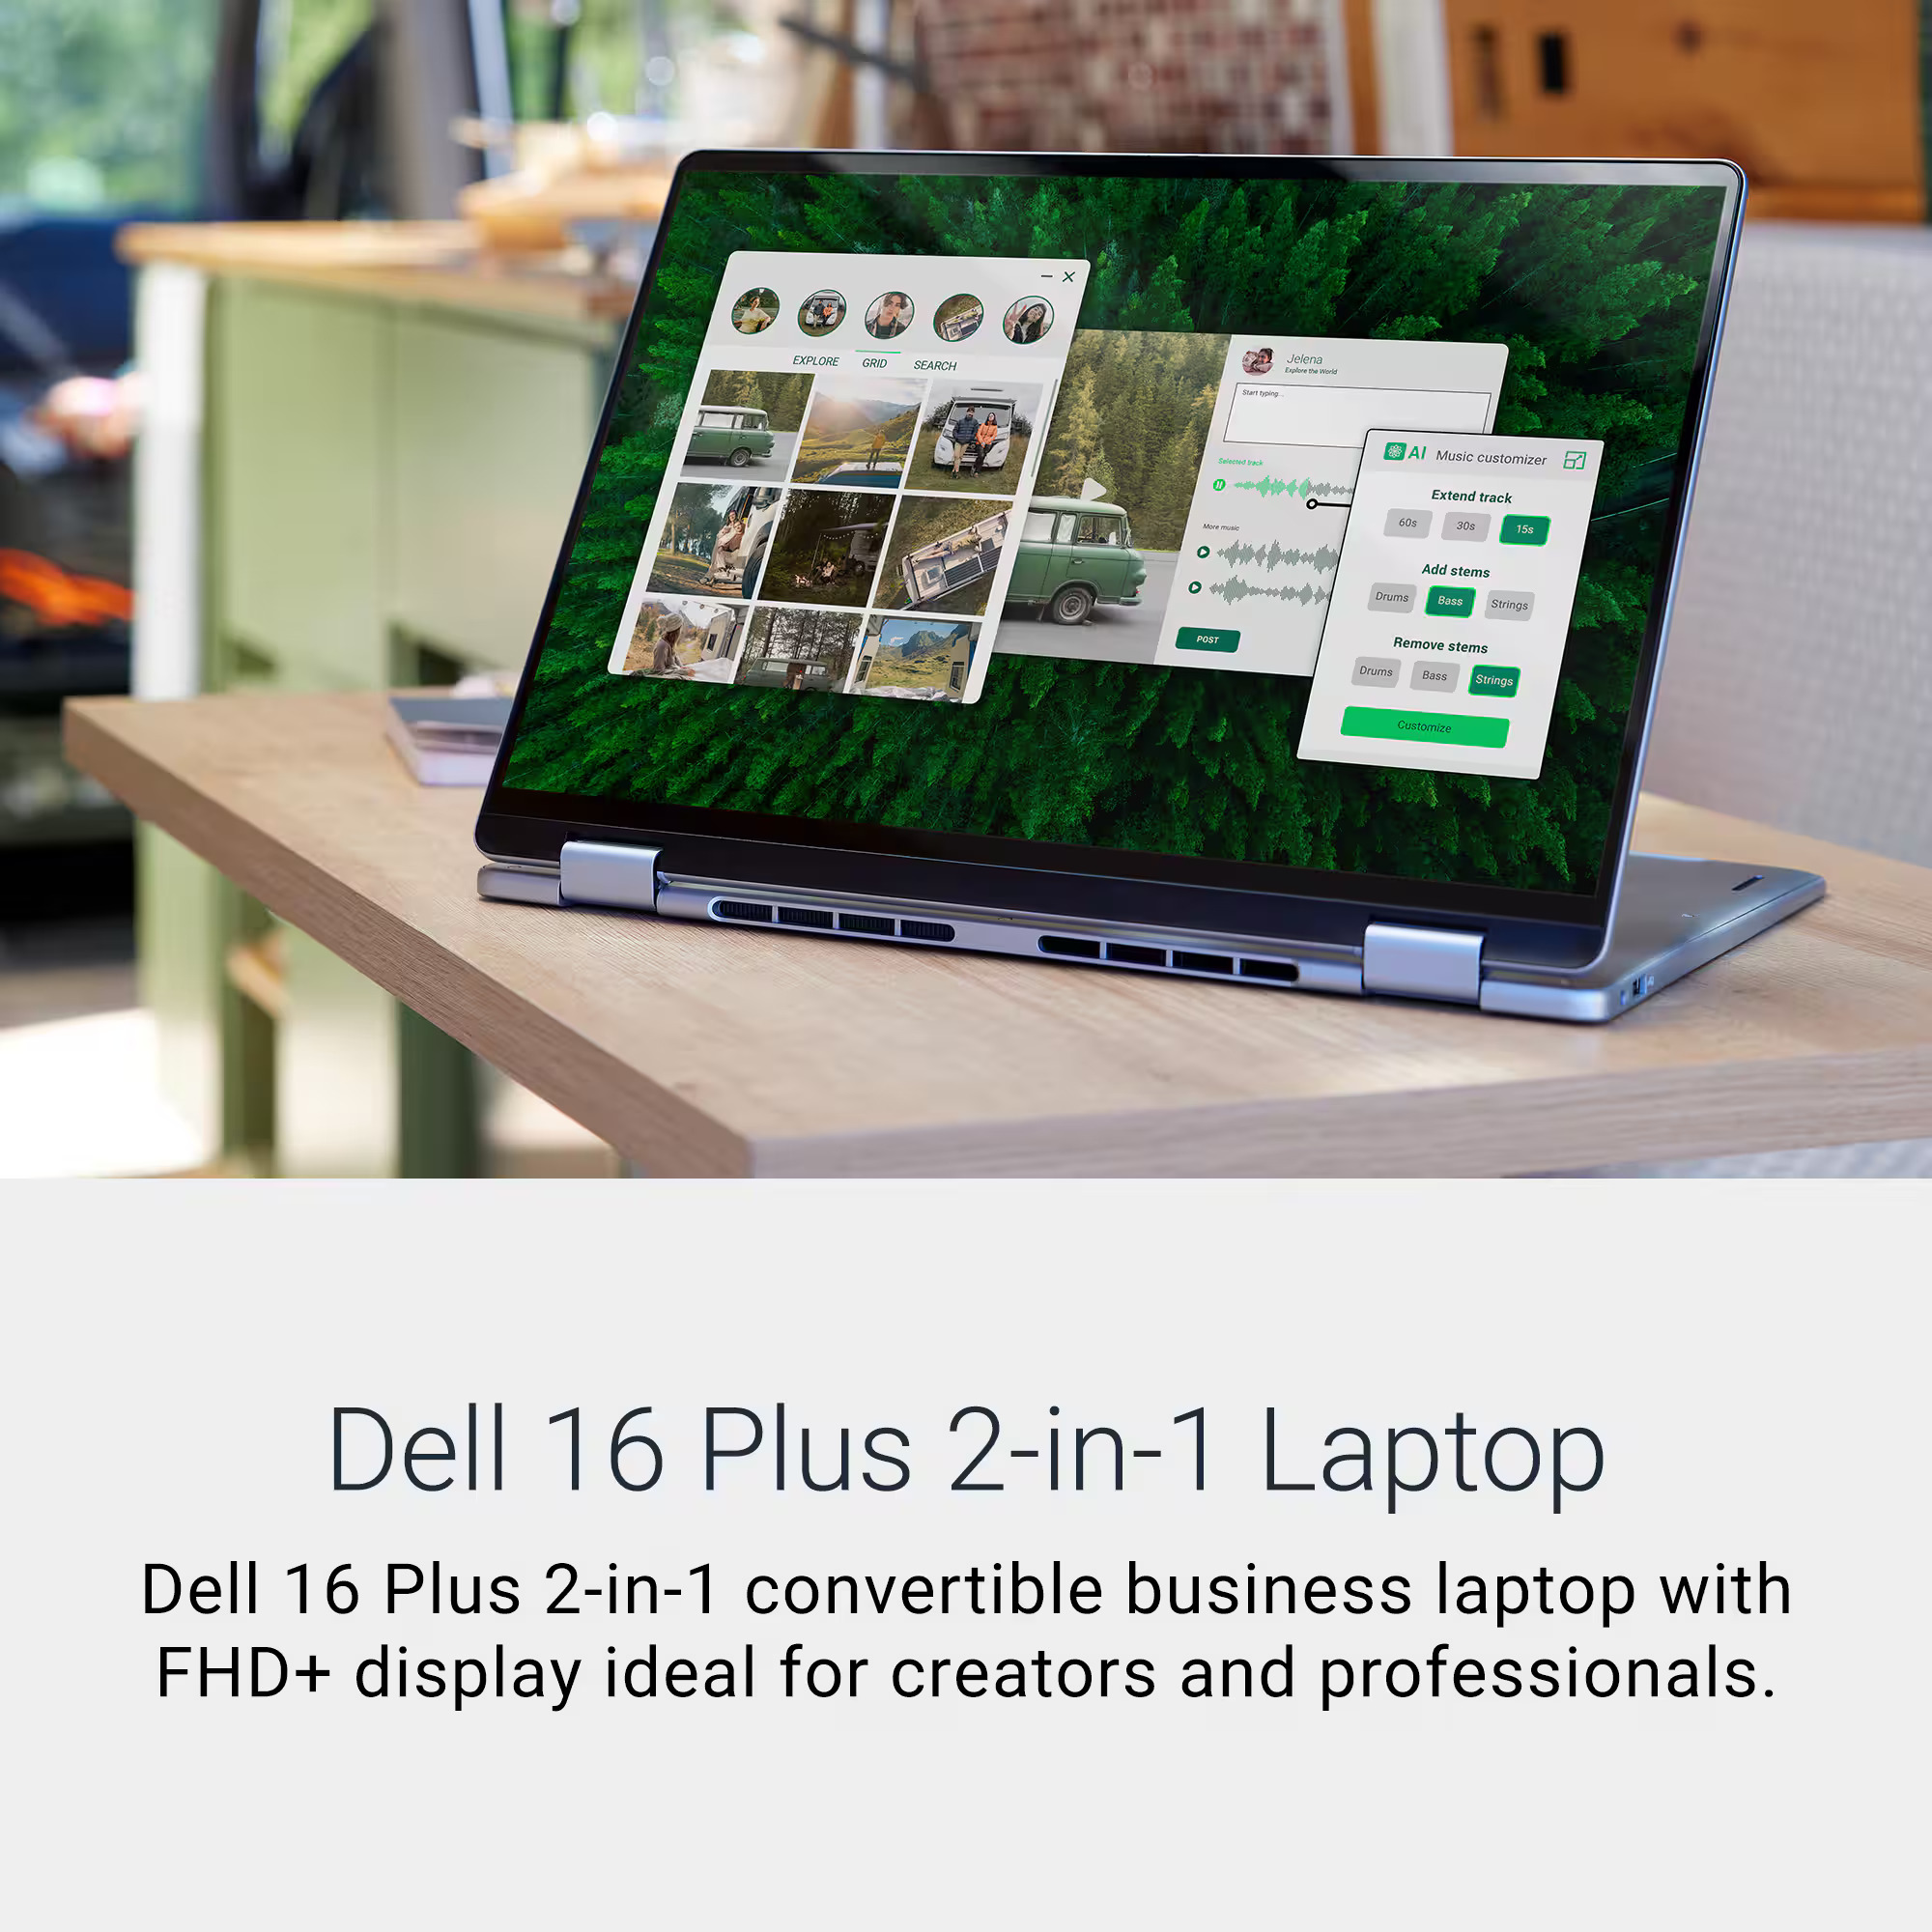 EXPLORE GRID SEARCH
Jelena
Explore the World
Start typing...
Selected track
More music
POST
AI Music customizer
Extend track
60s 30s 15s
Add stems
Drums Bass Strings
Remove stems
Drums Bass Strings
Customize
Dell 16 Plus 2-in-1 Laptop
Dell 16 Plus 2-in-1 convertible business laptop with
FHD+ display ideal for creators and professionals.